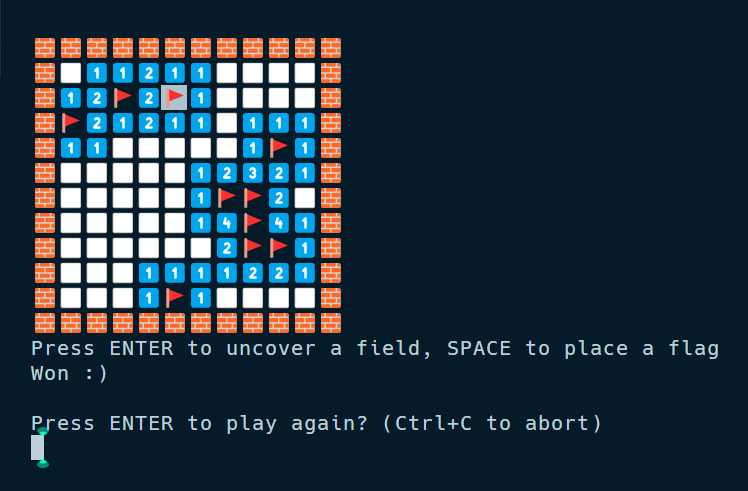 1 1 2 1 1
1 2 2 1
2 1 2 1 1 1 1 1
1 1 1 1
1 2 3 2 1
1 2
1 4 4 1
2 1
1 1 1 1 2 2 1
1 1
Press ENTER to uncover a field, SPACE to place a flag
Won :)
Press ENTER to play again? (Ctrl+C to abort)